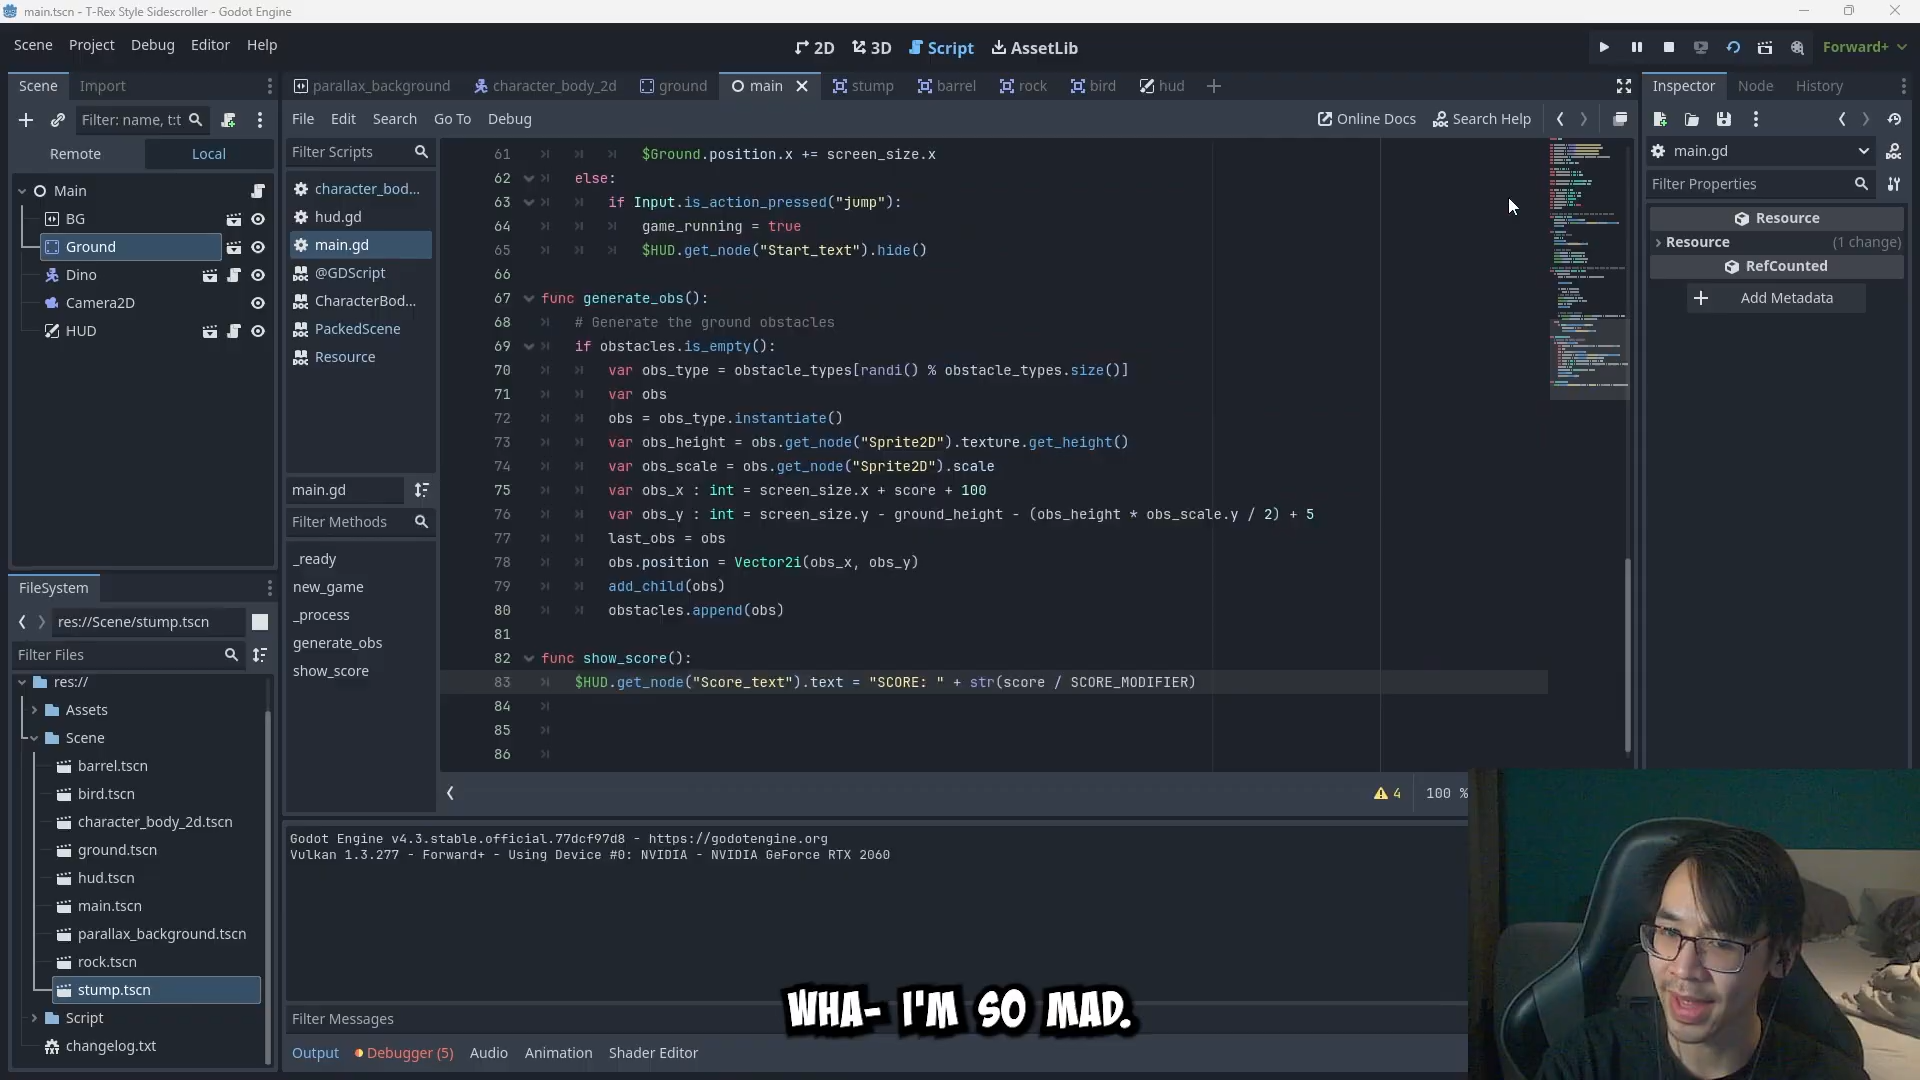 main.tscn - T-Rex Style Sidescroller - Godot Engine
Scene Project Debug Editor Help
2D 3D Script AssetLib
Forward+
Scene Import
parallax_background character_body_2d ground main stump barrel rock bird hud
Inspector Node History
Filter: name, t:t
File Edit Search Go To Debug
Online Docs Search Help
Remote Local
Filter Scripts
main.gd
Filter Properties
Main
BG
Ground
Dino
Camera2D
HUD
character_bod...
hud.gd
main.gd
@GDScript
CharacterBod...
PackedScene
Resource
main.gd
Filter Methods
_ready
new_game
_process
generate_obs
show_score
61 $Ground.position.x += screen_size.x
62 else:
63 if Input.is_action_pressed("jump"):
64 game_running = true
65 $HUD.get_node("Start_text").hide()
66
67 func generate_obs():
68 # Generate the ground obstacles
69 if obstacles.is_empty():
70 var obs_type = obstacle_types[randi() % obstacle_types.size()]
71 var obs
72 obs = obs_type.instantiate()
73 var obs_height = obs.get_node("Sprite2D").texture.get_height()
74 var obs_scale = obs.get_node("Sprite2D").scale
75 var obs_x : int = screen_size.x + score + 100
76 var obs_y : int = screen_size.y - ground_height - (obs_height * obs_scale.y / 2) + 5
77 last_obs = obs
78 obs.position = Vector2i(obs_x, obs_y)
79 add_child(obs)
80 obstacles.append(obs)
81
82 func show_score():
83 $HUD.get_node("Score_text").text = "SCORE: " + str(score / SCORE_MODIFIER)
84
85
86
4 100 %
Resource
Resource (1 change)
RefCounted
Add Metadata
FileSystem
res://Scene/stump.tscn
Filter Files
res://
Assets
Scene
barrel.tscn
bird.tscn
character_body_2d.tscn
ground.tscn
hud.tscn
main.tscn
parallax_background.tscn
rock.tscn
stump.tscn
Script
changelog.txt
Godot Engine v4.3.stable.official.77dcf97d8 - https://godotengine.org
Vulkan 1.3.277 - Forward+ - Using Device #0: NVIDIA - NVIDIA GeForce RTX 2060
WHA- I'M SO MAD.
Filter Messages
Output Debugger (5) Audio Animation Shader Editor